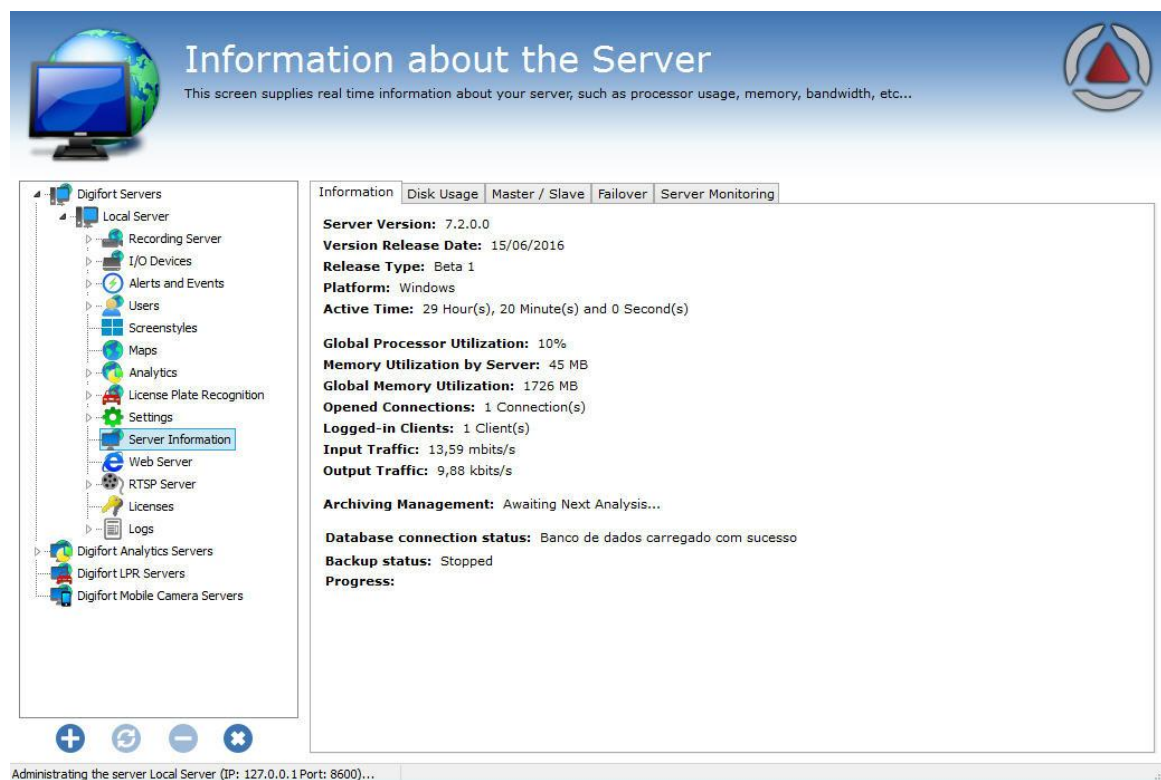 Information about the Server
This screen supplies real time information about your server, such as processor usage, memory, bandwidth, etc...
Digifort Servers
Local Server
Recording Server
I/O Devices
Alerts and Events
Users
Screenstyles
Maps
Analytics
License Plate Recognition
Settings
Server Information
Web Server
RTSP Server
Licenses
Logs
Digifort Analytics Servers
Digifort LPR Servers
Digifort Mobile Camera Servers
Information Disk Usage Master / Slave Failover Server Monitoring
Server Version: 7.2.0.0
Version Release Date: 15/06/2016
Release Type: Beta 1
Platform: Windows
Active Time: 29 Hour(s), 20 Minute(s) and 0 Second(s)
Global Processor Utilization: 10%
Memory Utilization by Server: 45 MB
Global Memory Utilization: 1726 MB
Opened Connections: 1 Connection(s)
Logged-in Clients: 1 Client(s)
Input Traffic: 13,59 mbits/s
Output Traffic: 9,88 kbits/s
Archiving Management: Awaiting Next Analysis...
Database connection status: Banco de dados carregado com sucesso
Backup status: Stopped
Progress:
Administrating the server Local Server (IP: 127.0.0.1 Port: 8600)...